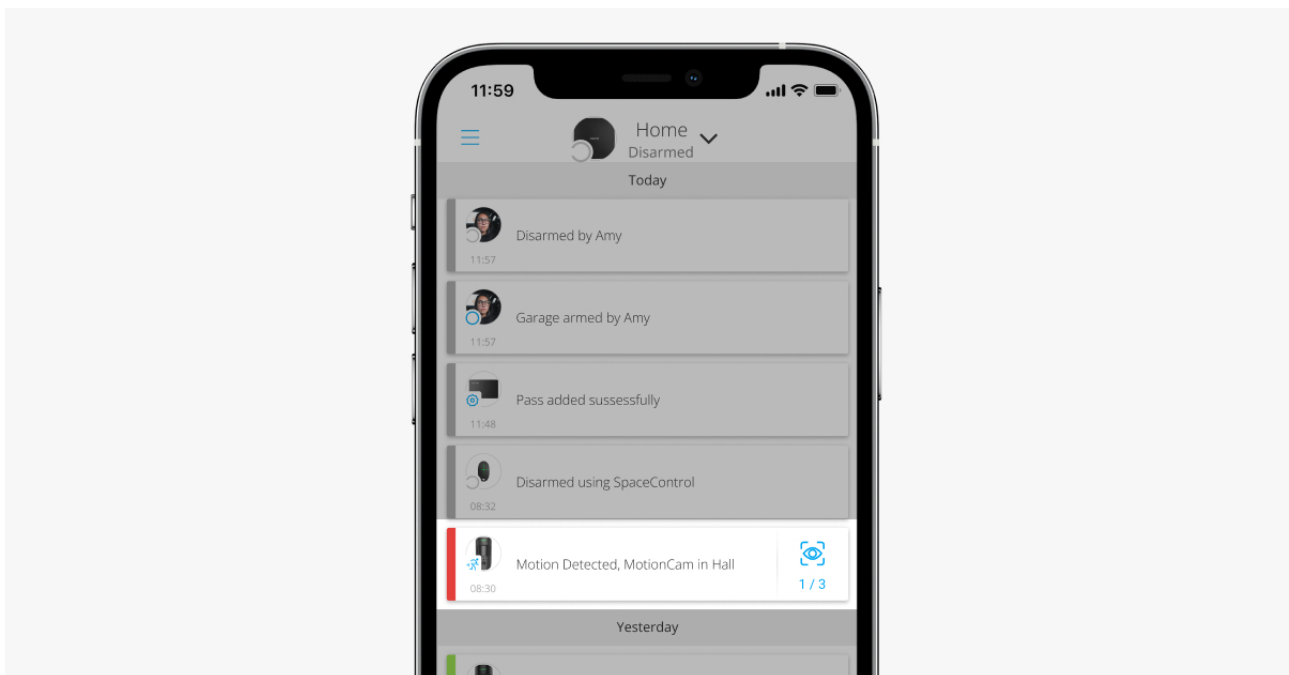 11:59
Home
Disarmed
Today
Disarmed by Amy
11:57
Garage armed by Amy
11:57
Pass added sussessfully
11:48
Disarmed using SpaceControl
08:32
Motion Detected, MotionCam in Hall
1 / 3
08:30
Yesterday